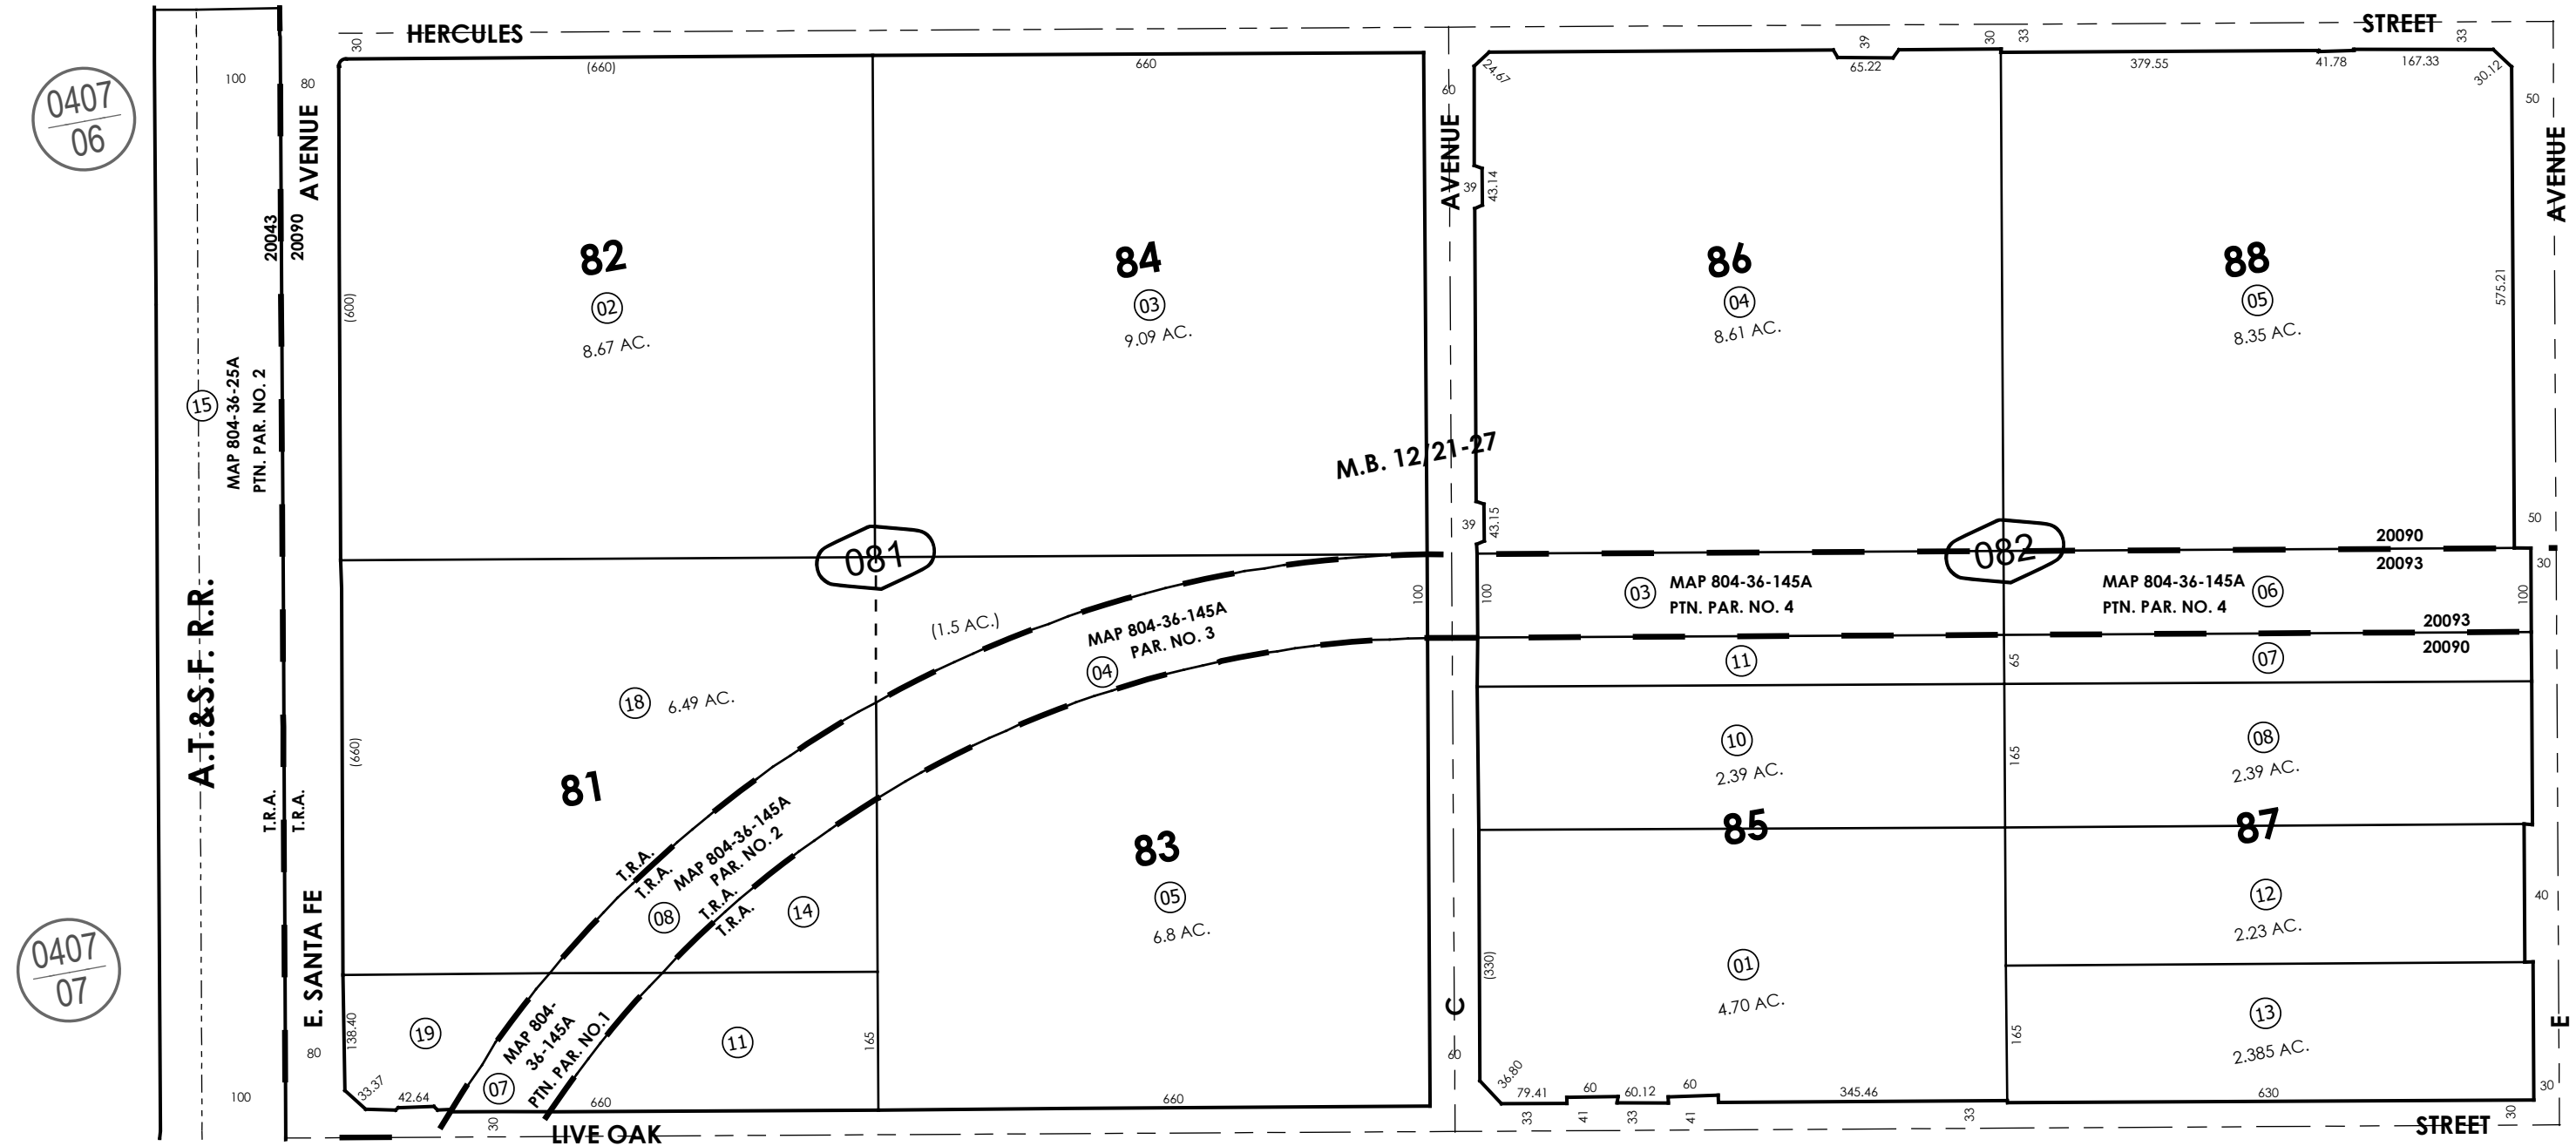 HERCULES
STREET
30
39
30
33
33
0407
06
100
80
(660)
660
24.67
65.22
379.55
41.78
167.33
30.12
60
50
AVENUE
AVENUE
AVENUE
39
43.14
20043
20090
82
84
86
88
02
03
04
05
8.67 AC.
9.09 AC.
8.61 AC.
8.35 AC.
(600)
575.21
15
MAP 804-36-25A
PTN. PAR. NO. 2
M.B. 12/21-27
39
43.15
50
081
082
20090
20093
30
A.T.&S.F. R.R.
(1.5 AC.)
MAP 804-36-145A
PAR. NO. 3
04
100
100
03
MAP 804-36-145A
PTN. PAR. NO. 4
MAP 804-36-145A
PTN. PAR. NO. 4
06
100
20093
20090
11
65
07
18
6.49 AC.
(660)
10
2.39 AC.
165
08
2.39 AC.
81
85
87
T.R.A.
T.R.A.
T.R.A.
T.R.A.
MAP 804-36-145A
PAR. NO. 2
T.R.A.
T.R.A.
08
14
83
05
6.8 AC.
12
2.23 AC.
40
0407
07
E. SANTA FE
(330)
01
4.70 AC.
C
E
13
2.385 AC.
19
138.40
80
MAP 804-
36-145A
PTN. PAR. NO.1
07
11
165
165
60
100
33.37
42.64
30
660
660
36.80
79.41
60
60.12
60
345.46
630
30
33
41
33
41
33
30
LIVE OAK
STREET